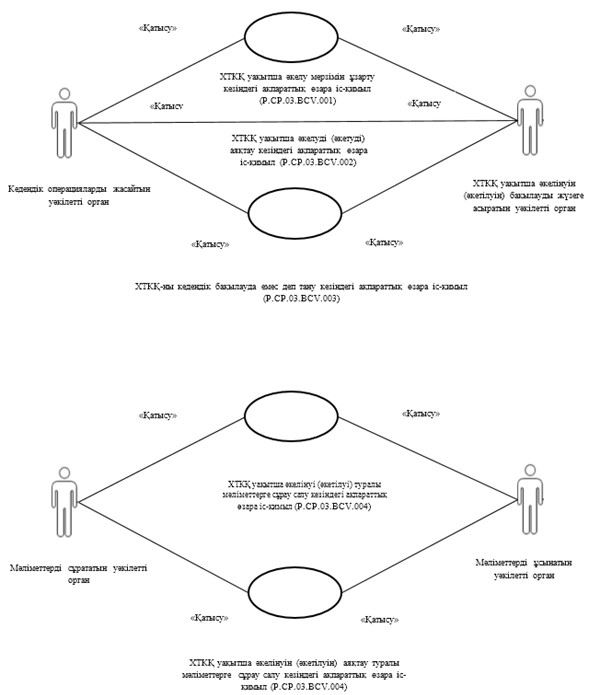 «Қатысу»
«Қатысу»
ХТКҚ уақытша әкелу мерзімін ұзарту
кезіндегі ақпараттық өзара іс-қимыл
(P.CP.03.BCV.001)
«Қатысу
«Қатысу
ХТКҚ уақытша әкелуді (әкетуді)
аяқтау кезіндегі ақпараттық өзара
іс-қимыл (P.CP.03.BCV.002)
Кедендік операцияларды жасайтын
уәкілетті орган
ХТКҚ уақытша әкелінуін
(әкетілуін) бақылауды жүзеге
асыратын уәкілетті орган
«Қатысу»
«Қатысу»
ХТКҚ-ны кедендік бақылауда емес деп тану кезіндегі ақпараттық өзара іс-қимыл
(P.CP.03.BCV.003)
«Қатысу»
«Қатысу»
ХТКҚ уақытша әкелінуі (әкетілуі) туралы
мәліметтерге сұрау салу кезіндегі ақпараттық
өзара іс-қимыл (P.CP.03.BCV.004)
Мәліметтерді сұрататын уәкілетті
орган
Мәліметтерді ұсынатын
уәкілетті орган
«Қатысу»
«Қатысу»
ХТКҚ уақытша әкелінуін (әкетілуін) аяқтау туралы
мәліметтерге сұрау салу кезіндегі ақпараттық өзара іс-
қимыл (P.CP.03.BCV.004)